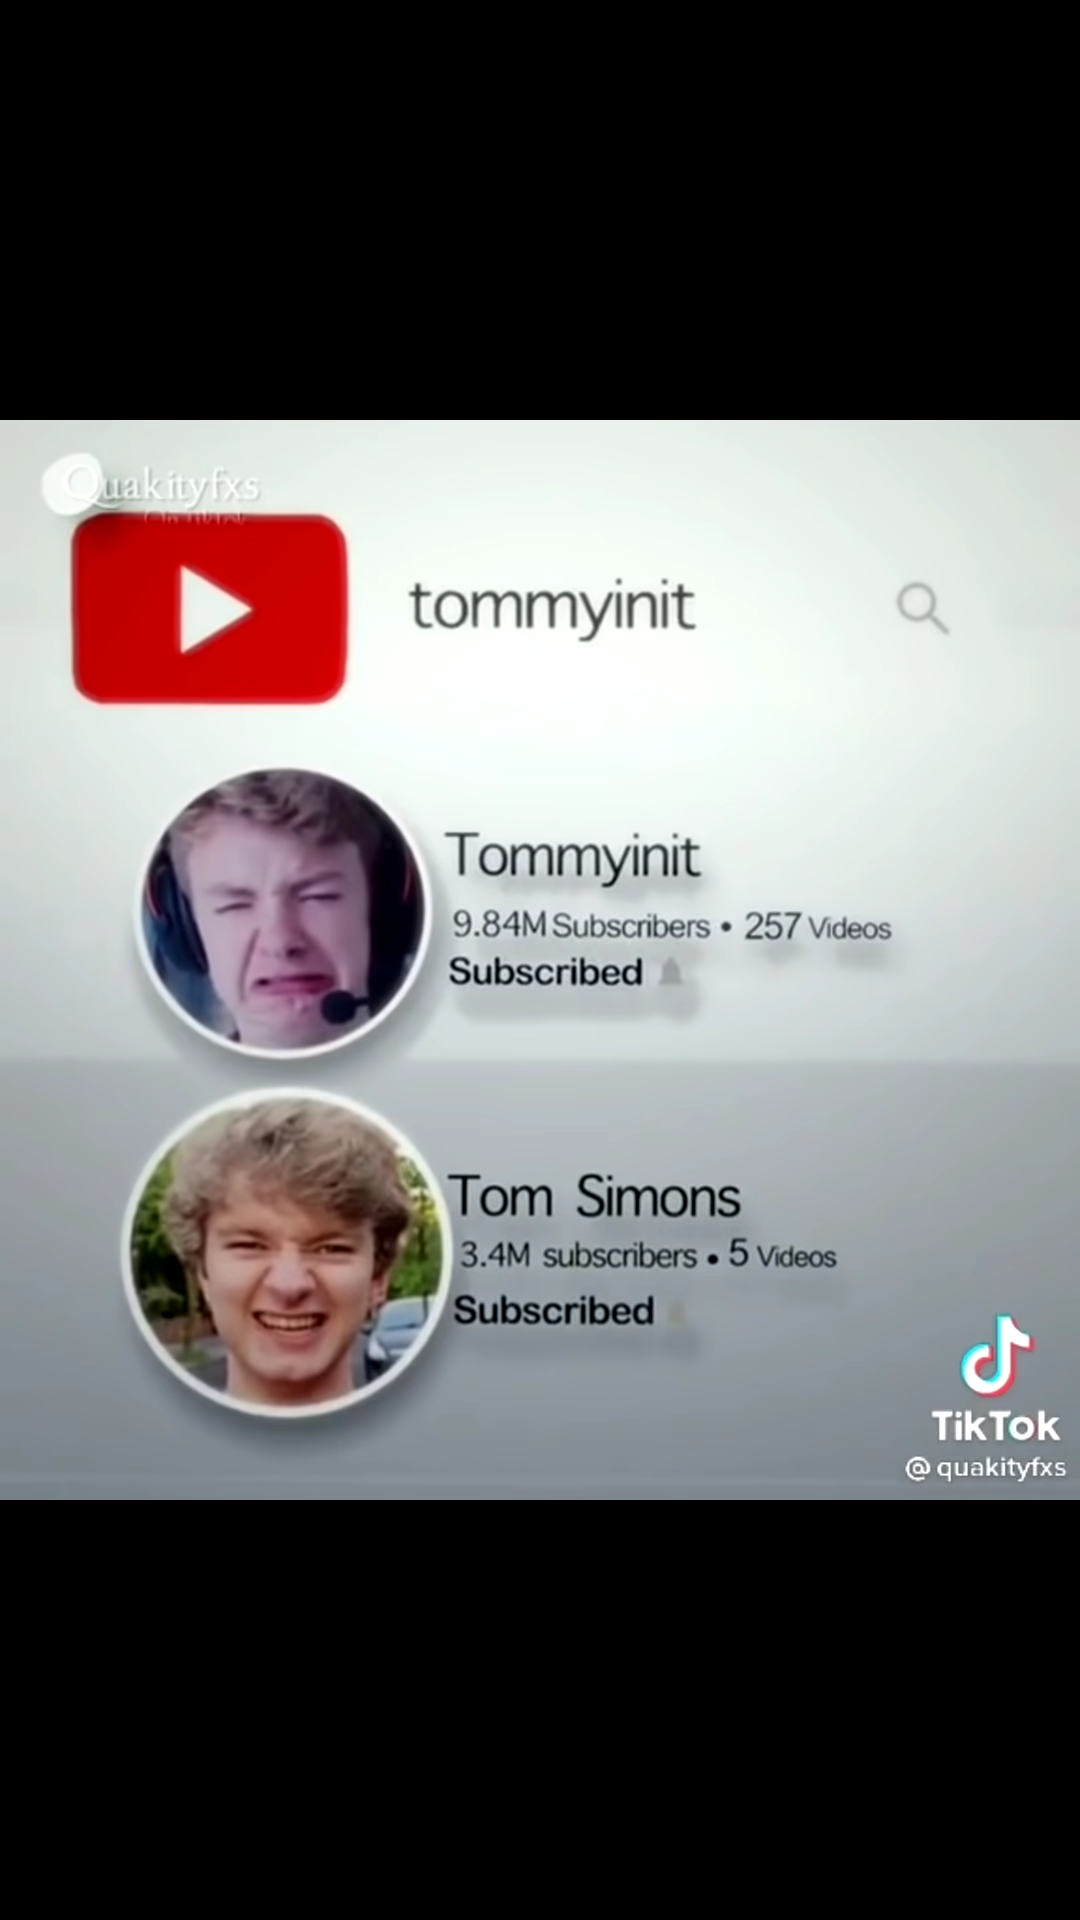 Quakityfxs
tommyinit
Tommyinit
9.84M Subscribers • 257 Videos
Subscribed
Tom Simons
3.4M subscribers • 5 Videos
Subscribed
TikTok
@quakityfxs